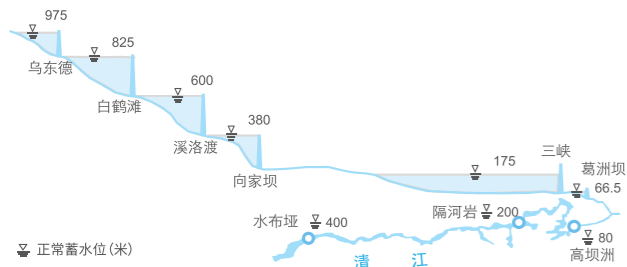 975
乌东德
825
白鹤滩
600
溪洛渡
380
向家坝
175
三峡
葛洲坝
66.5
水布垭
400
隔河岩
200
80
高坝洲
清江
正常蓄水位(米)